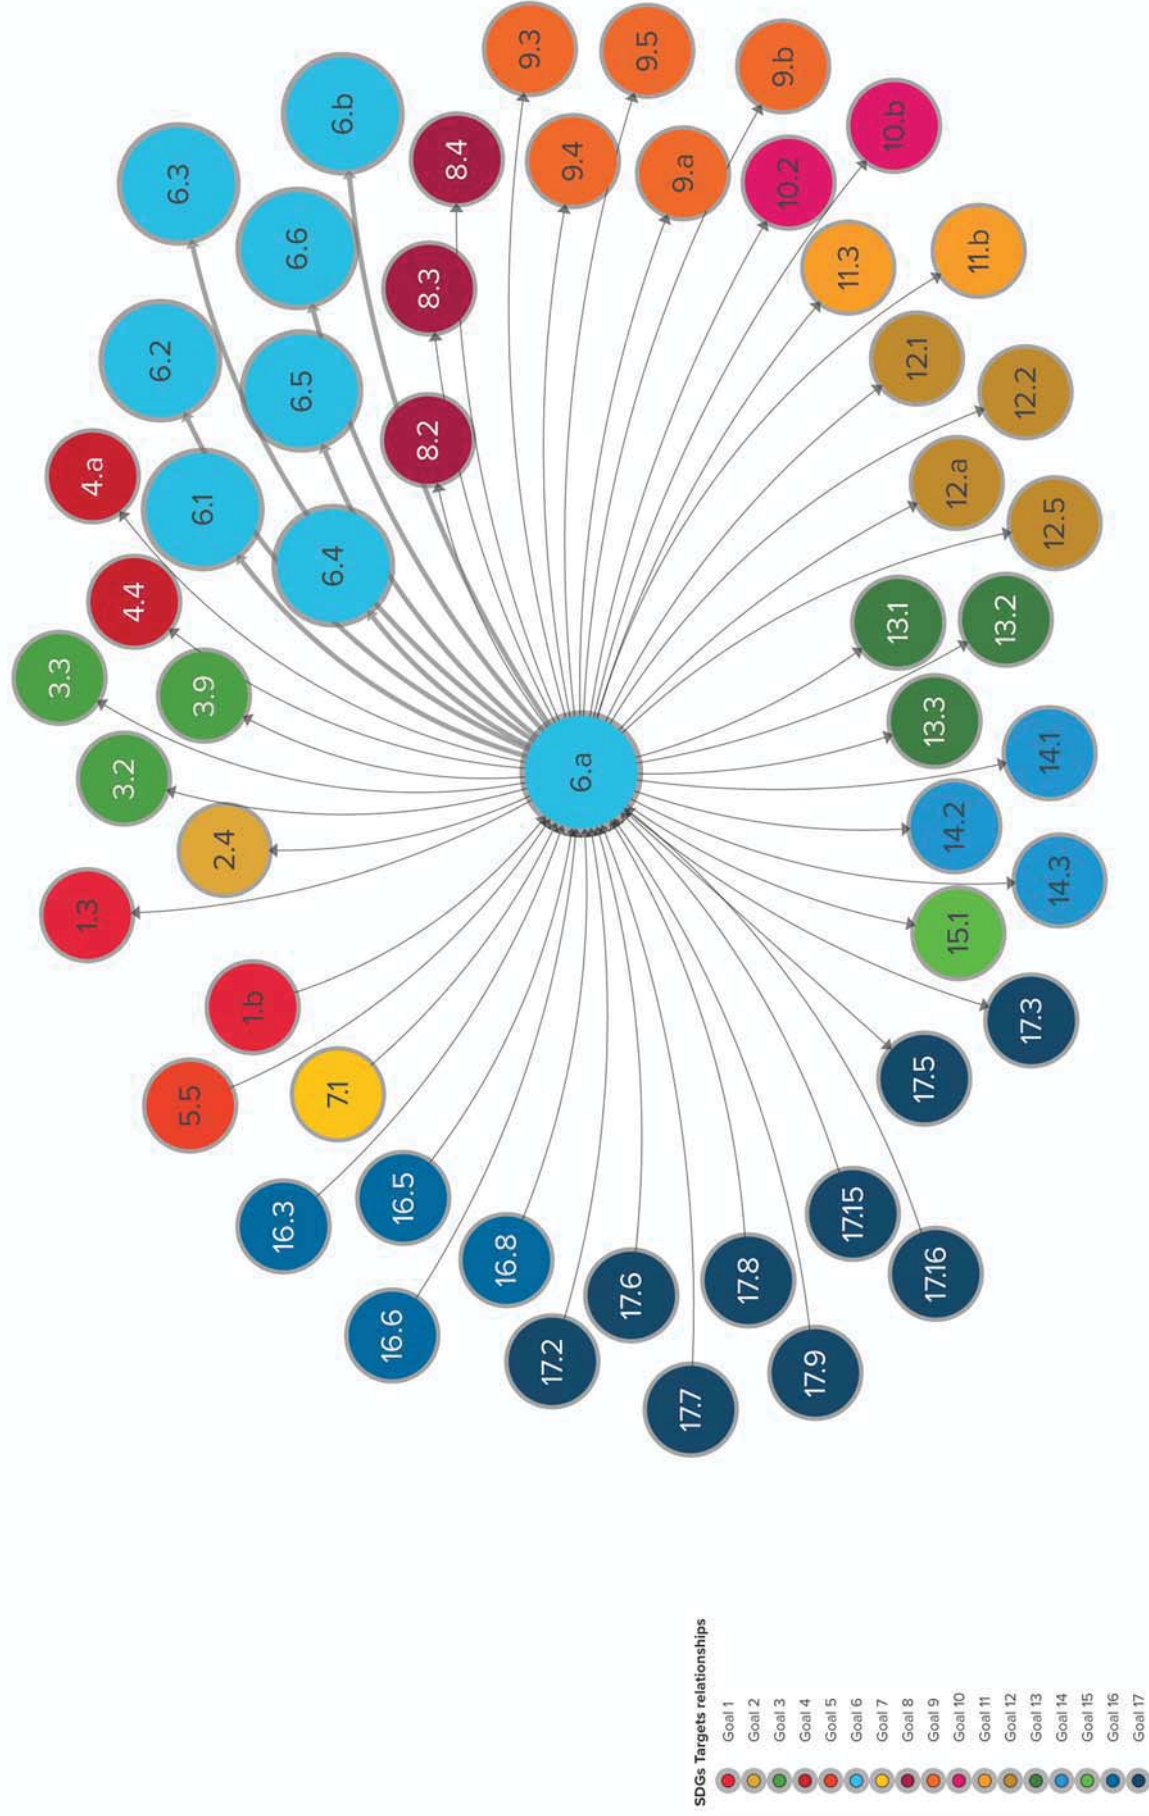 1.3
3.2
3.3
3.9
4.4
4.a
2.4
6.1
6.2
6.3
6.4
6.5
6.6
6.b
8.2
8.3
8.4
9.3
9.4
9.5
9.a
9.b
10.2
10.b
11.3
11.b
12.1
12.2
12.a
12.5
13.1
13.2
13.3
14.1
14.2
14.3
15.1
17.3
17.5
6.a
1.b
5.5
7.1
16.3
16.5
16.6
16.8
17.2
17.6
17.7
17.8
17.9
17.15
17.16
SDGs Targets relationships
Goal 1
Goal 2
Goal 3
Goal 4
Goal 5
Goal 6
Goal 7
Goal 8
Goal 9
Goal 10
Goal 11
Goal 12
Goal 13
Goal 14
Goal 15
Goal 16
Goal 17